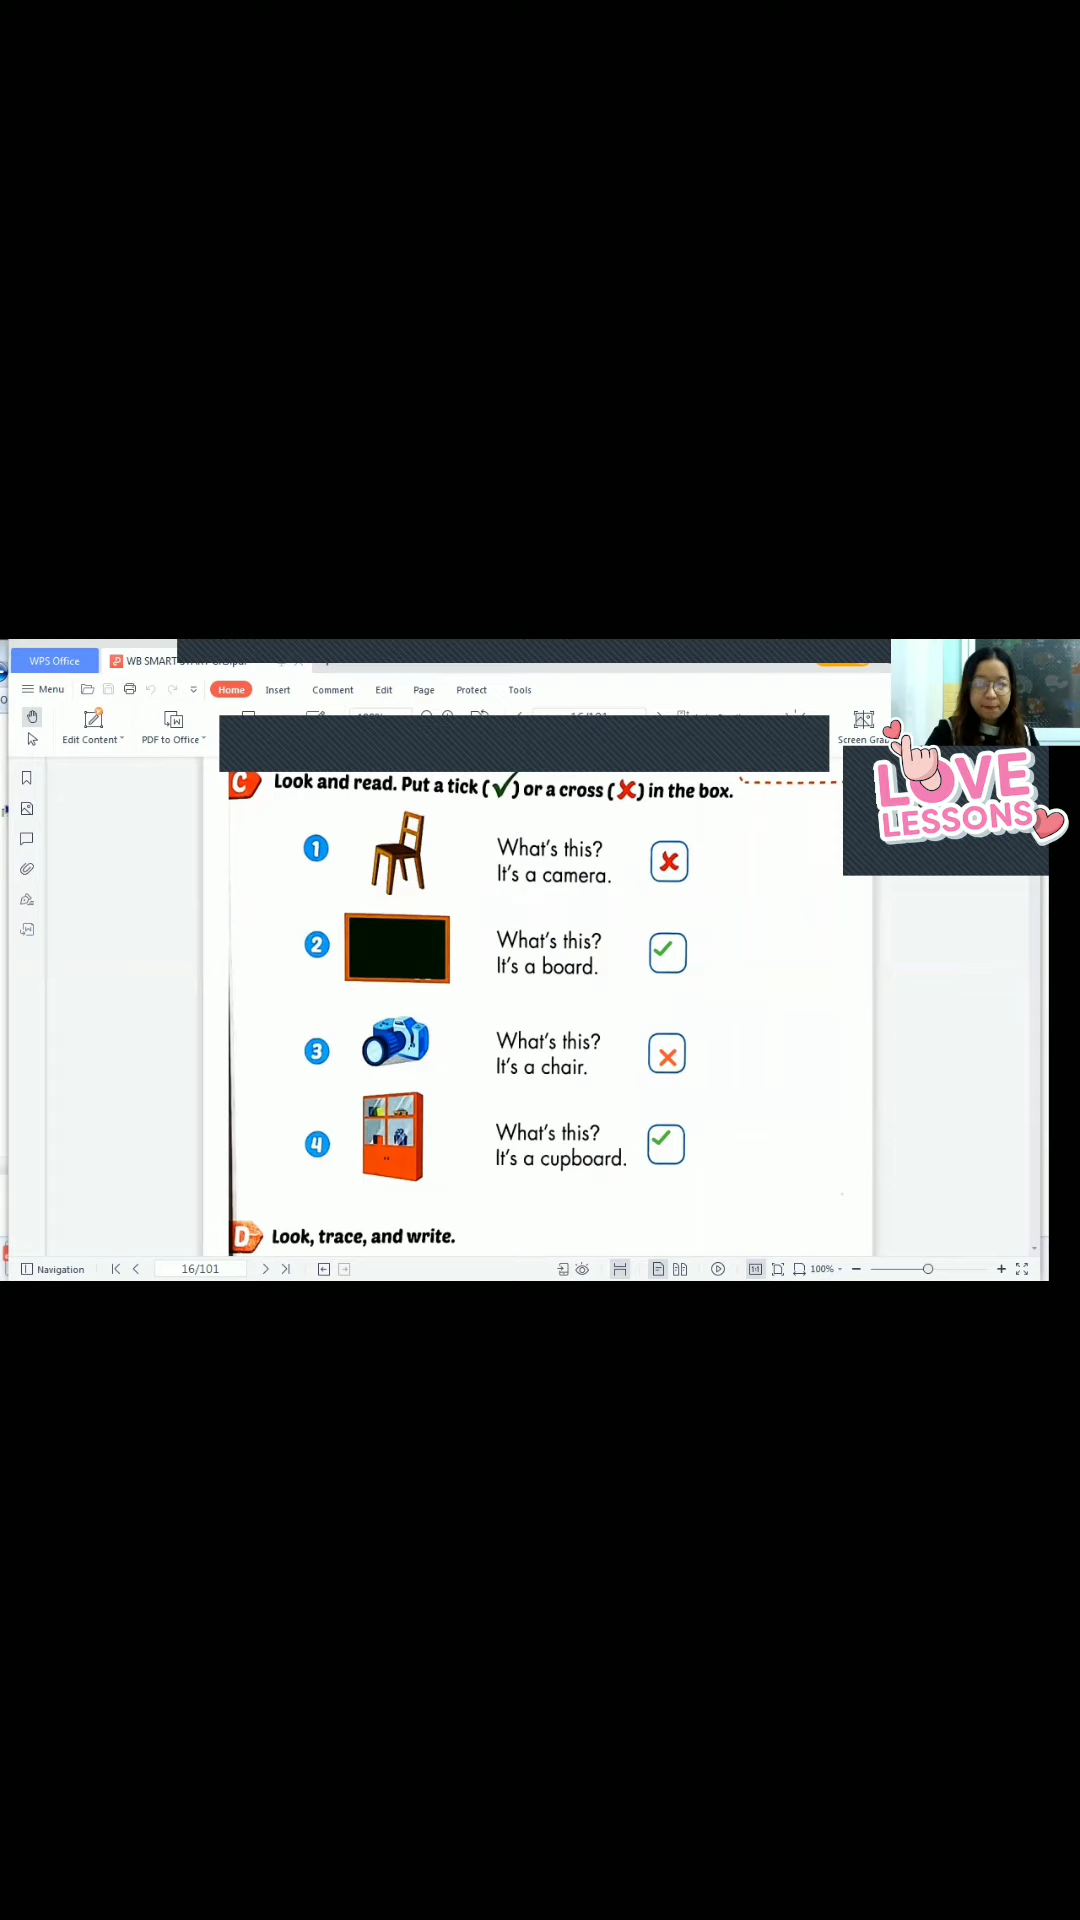 WPS Office
WB SMART
Menu
Home
Insert
Comment
Edit
Page
Protect
Tools
Edit Content
PDF to Office
Screen Grab
LOVE
LESSONS
C Look and read. Put a tick (✓) or a cross (✗) in the box.
1
What's this?
It's a camera.
2
What's this?
It's a board.
3
What's this?
It's a chair.
4
What's this?
It's a cupboard.
D Look, trace, and write.
Navigation
16/101
1:1
100%